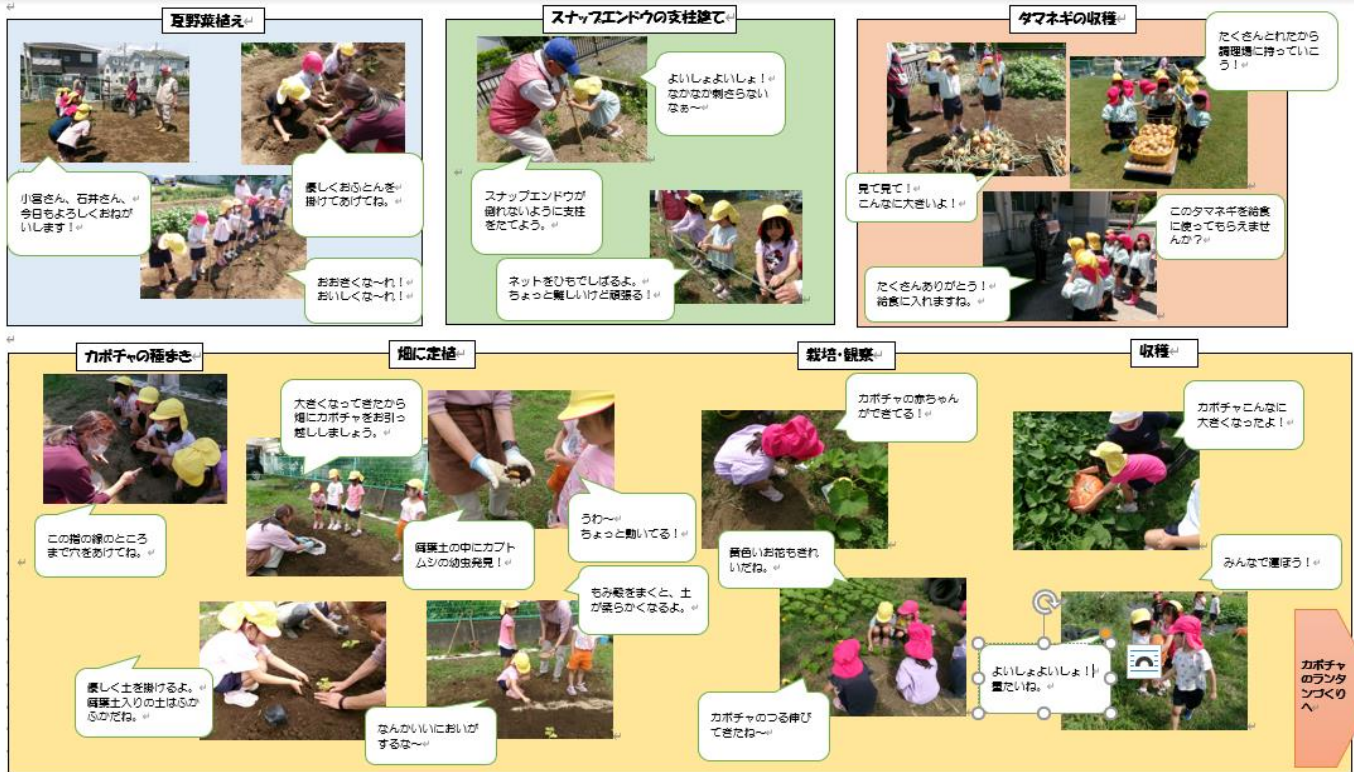 夏野菜植え
小宮さん、石井さん、
今日もよろしくおねが
いします！
優しくおふとんを
掛けてあげてね。
おおきくな～れ！
おいしくな～れ！
スナップエンドウの支柱建て
よいしょよいしょ！
なかなか刺さらない
なぁ～
スナップエンドウが
倒れないように支柱
をたてよう。
ネットをひもでしばるよ。
ちょっと難しいけど頑張る！
タマネギの収穫
たくさんとれたから
調理場に持っていこ
う！
見て見て！
こんなに大きいよ！
このタマネギを給食
に使ってもらえませ
んか？
たくさんありがとう！
給食に入れますね。
カボチャの種まき
この指の線のところ
まで穴をあけてね。
畑に定植
大きくなってきたから
畑にカボチャをお引っ
越ししましょう。
腐葉土の中にカブト
ムシの幼虫発見！
うわ～
ちょっと動いてる！
もみ殻をまくと、土
が柔らかくなるよ。
優しく土を掛けるよ。
腐葉土入りの土はふか
ふかだね。
なんかいいにおいが
するな～
栽培・観察
カボチャの赤ちゃん
ができてる！
黄色いお花もきれ
いだね。
カボチャのつる伸び
てきたね～
収穫
カボチャこんなに
大きくなったよ！
みんなで運ぼう！
よいしょよいしょ！
重たいね。
カボチャ
のランタ
ンづくり
へ